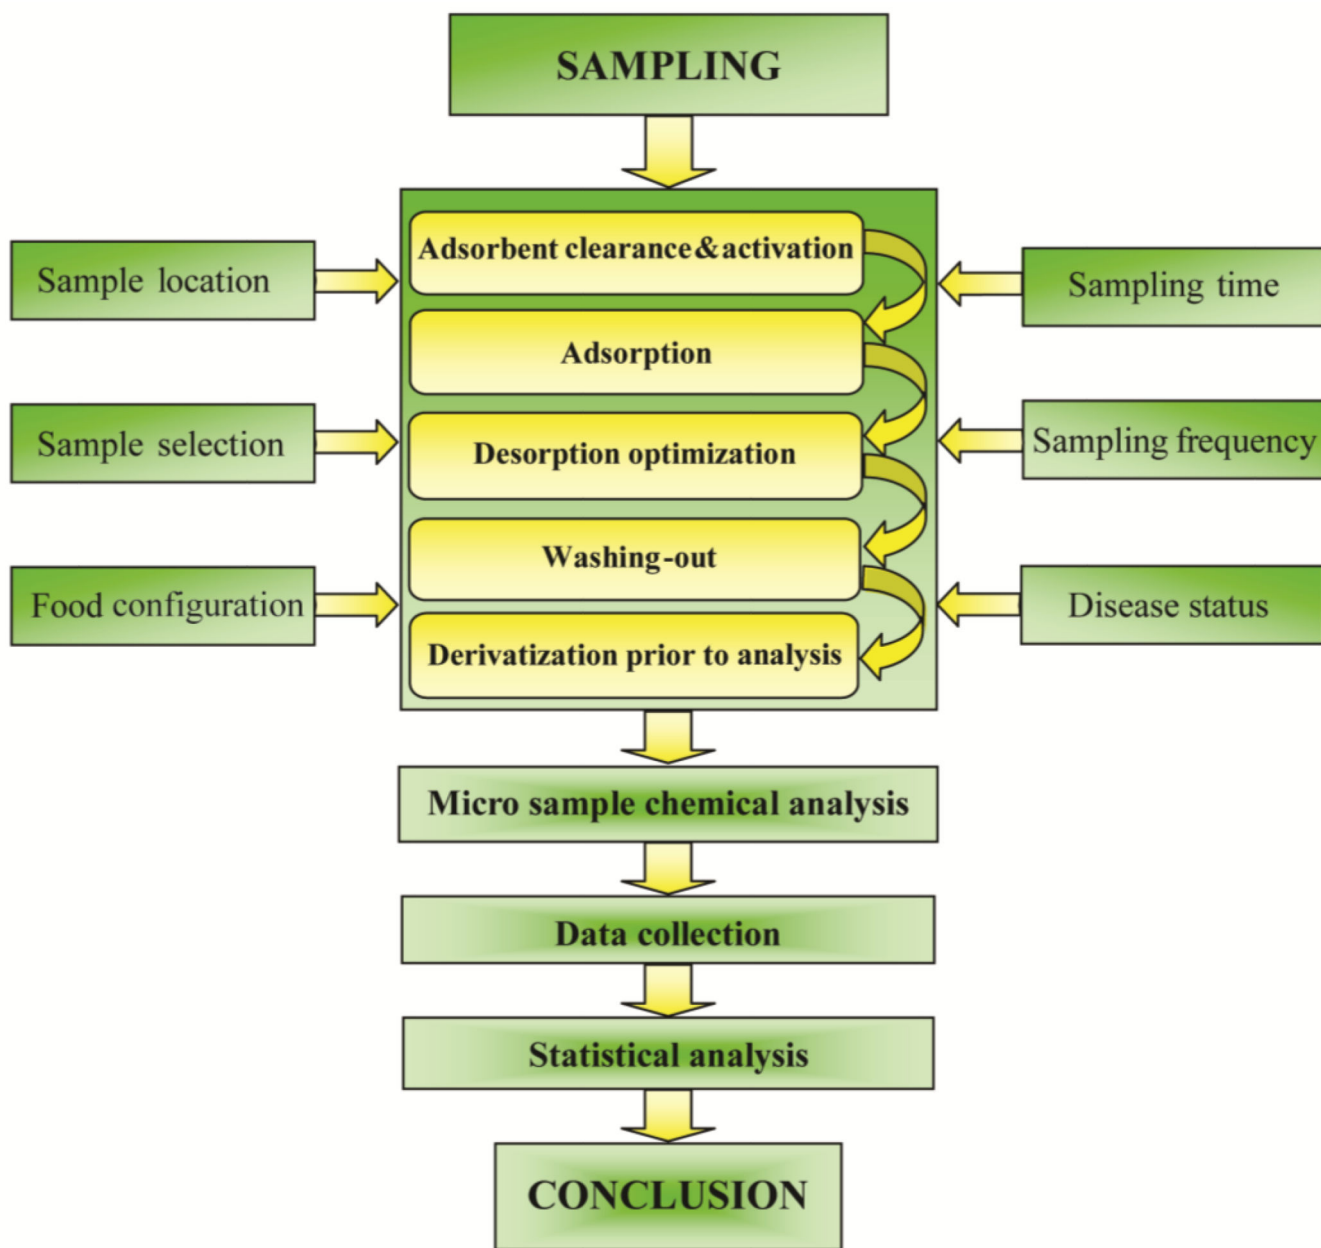 SAMPLING
Adsorbent clearance&activation
Sample location
Sampling time
Adsorption
Sample selection
Desorption optimization
Sampling frequency
Washing-out
Food configuration
Disease status
Derivatization prior to analysis
Micro sample chemical analysis
Data collection
Statistical analysis
CONCLUSION